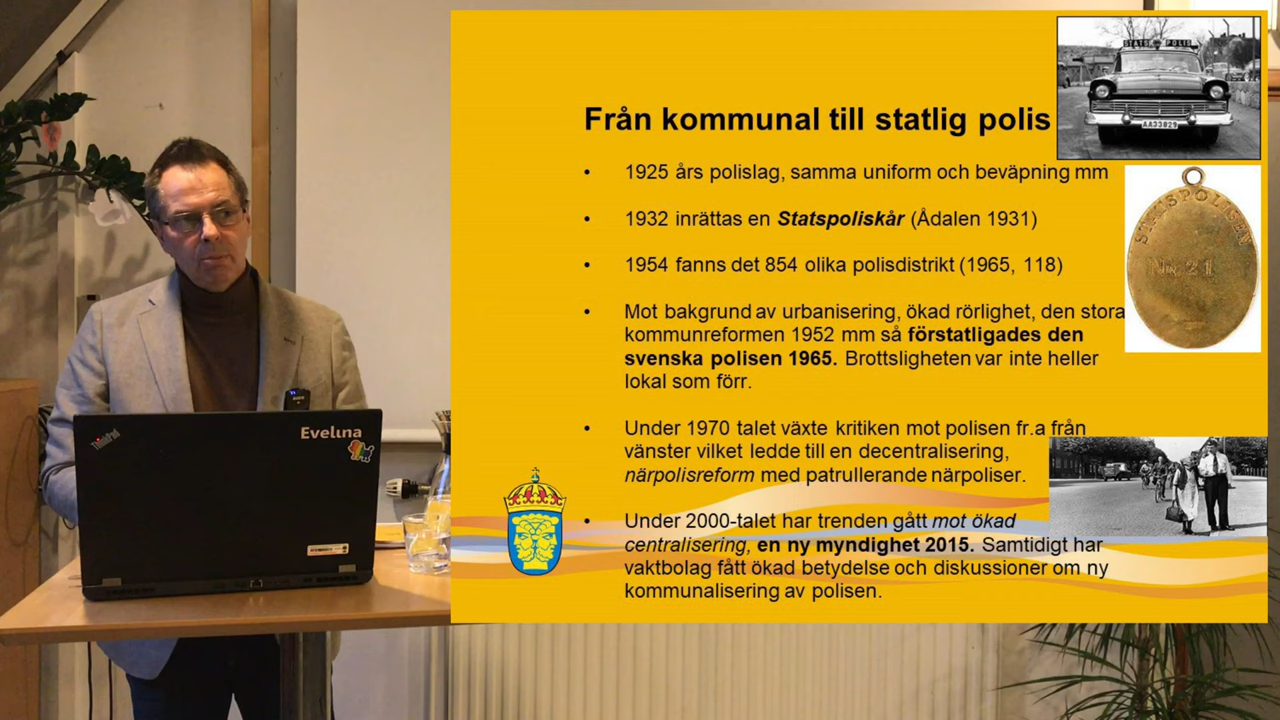 Från kommunal till statlig polis
STATS POLIS
AA33829
• 1925 års polislag, samma uniform och beväpning mm
STATSPOLISEN
No. 21
• 1932 inrättas en Statspoliskår (Ådalen 1931)
• 1954 fanns det 854 olika polisdistrikt (1965, 118)
• Mot bakgrund av urbanisering, ökad rörlighet, den stora
kommunreformen 1952 mm så förstatligades den
svenska polisen 1965. Brottsligheten var inte heller
lokal som förr.
• Under 1970 talet växte kritiken mot polisen fr.a från
vänster vilket ledde till en decentralisering,
närpolisreform med patrullerande närpoliser.
• Under 2000-talet har trenden gått mot ökad
centralisering, en ny myndighet 2015. Samtidigt har
vaktbolag fått ökad betydelse och diskussioner om ny
kommunalisering av polisen.
ThinkPad
Evelina